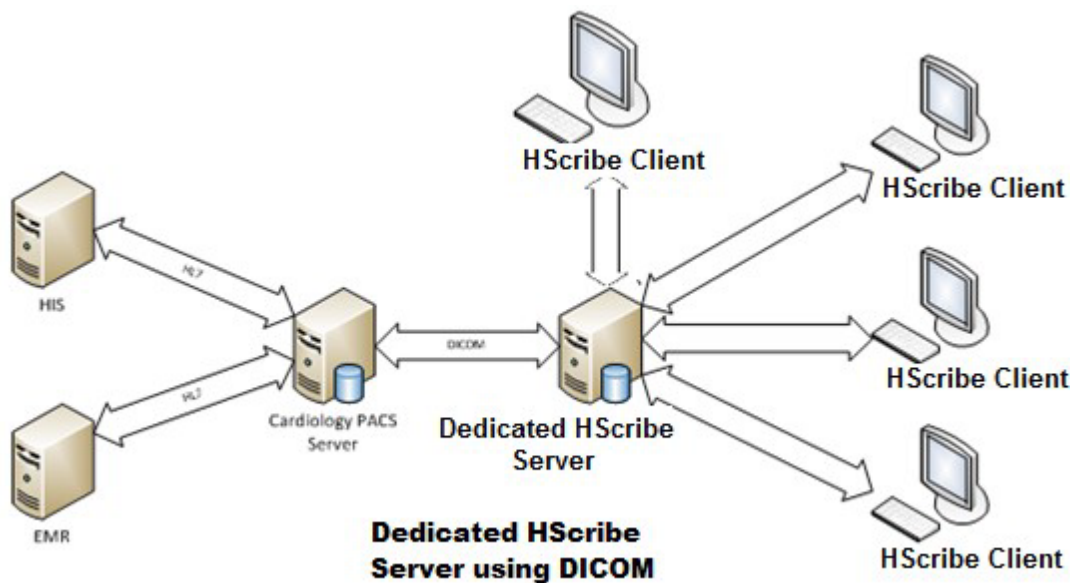 HScribe Client
HScribe Client
HIS
HL7
DICOM
HScribe Client
HL7
Cardiology PACS
Server
Dedicated HScribe
Server
EMR
Dedicated HScribe
Server using DICOM
HScribe Client